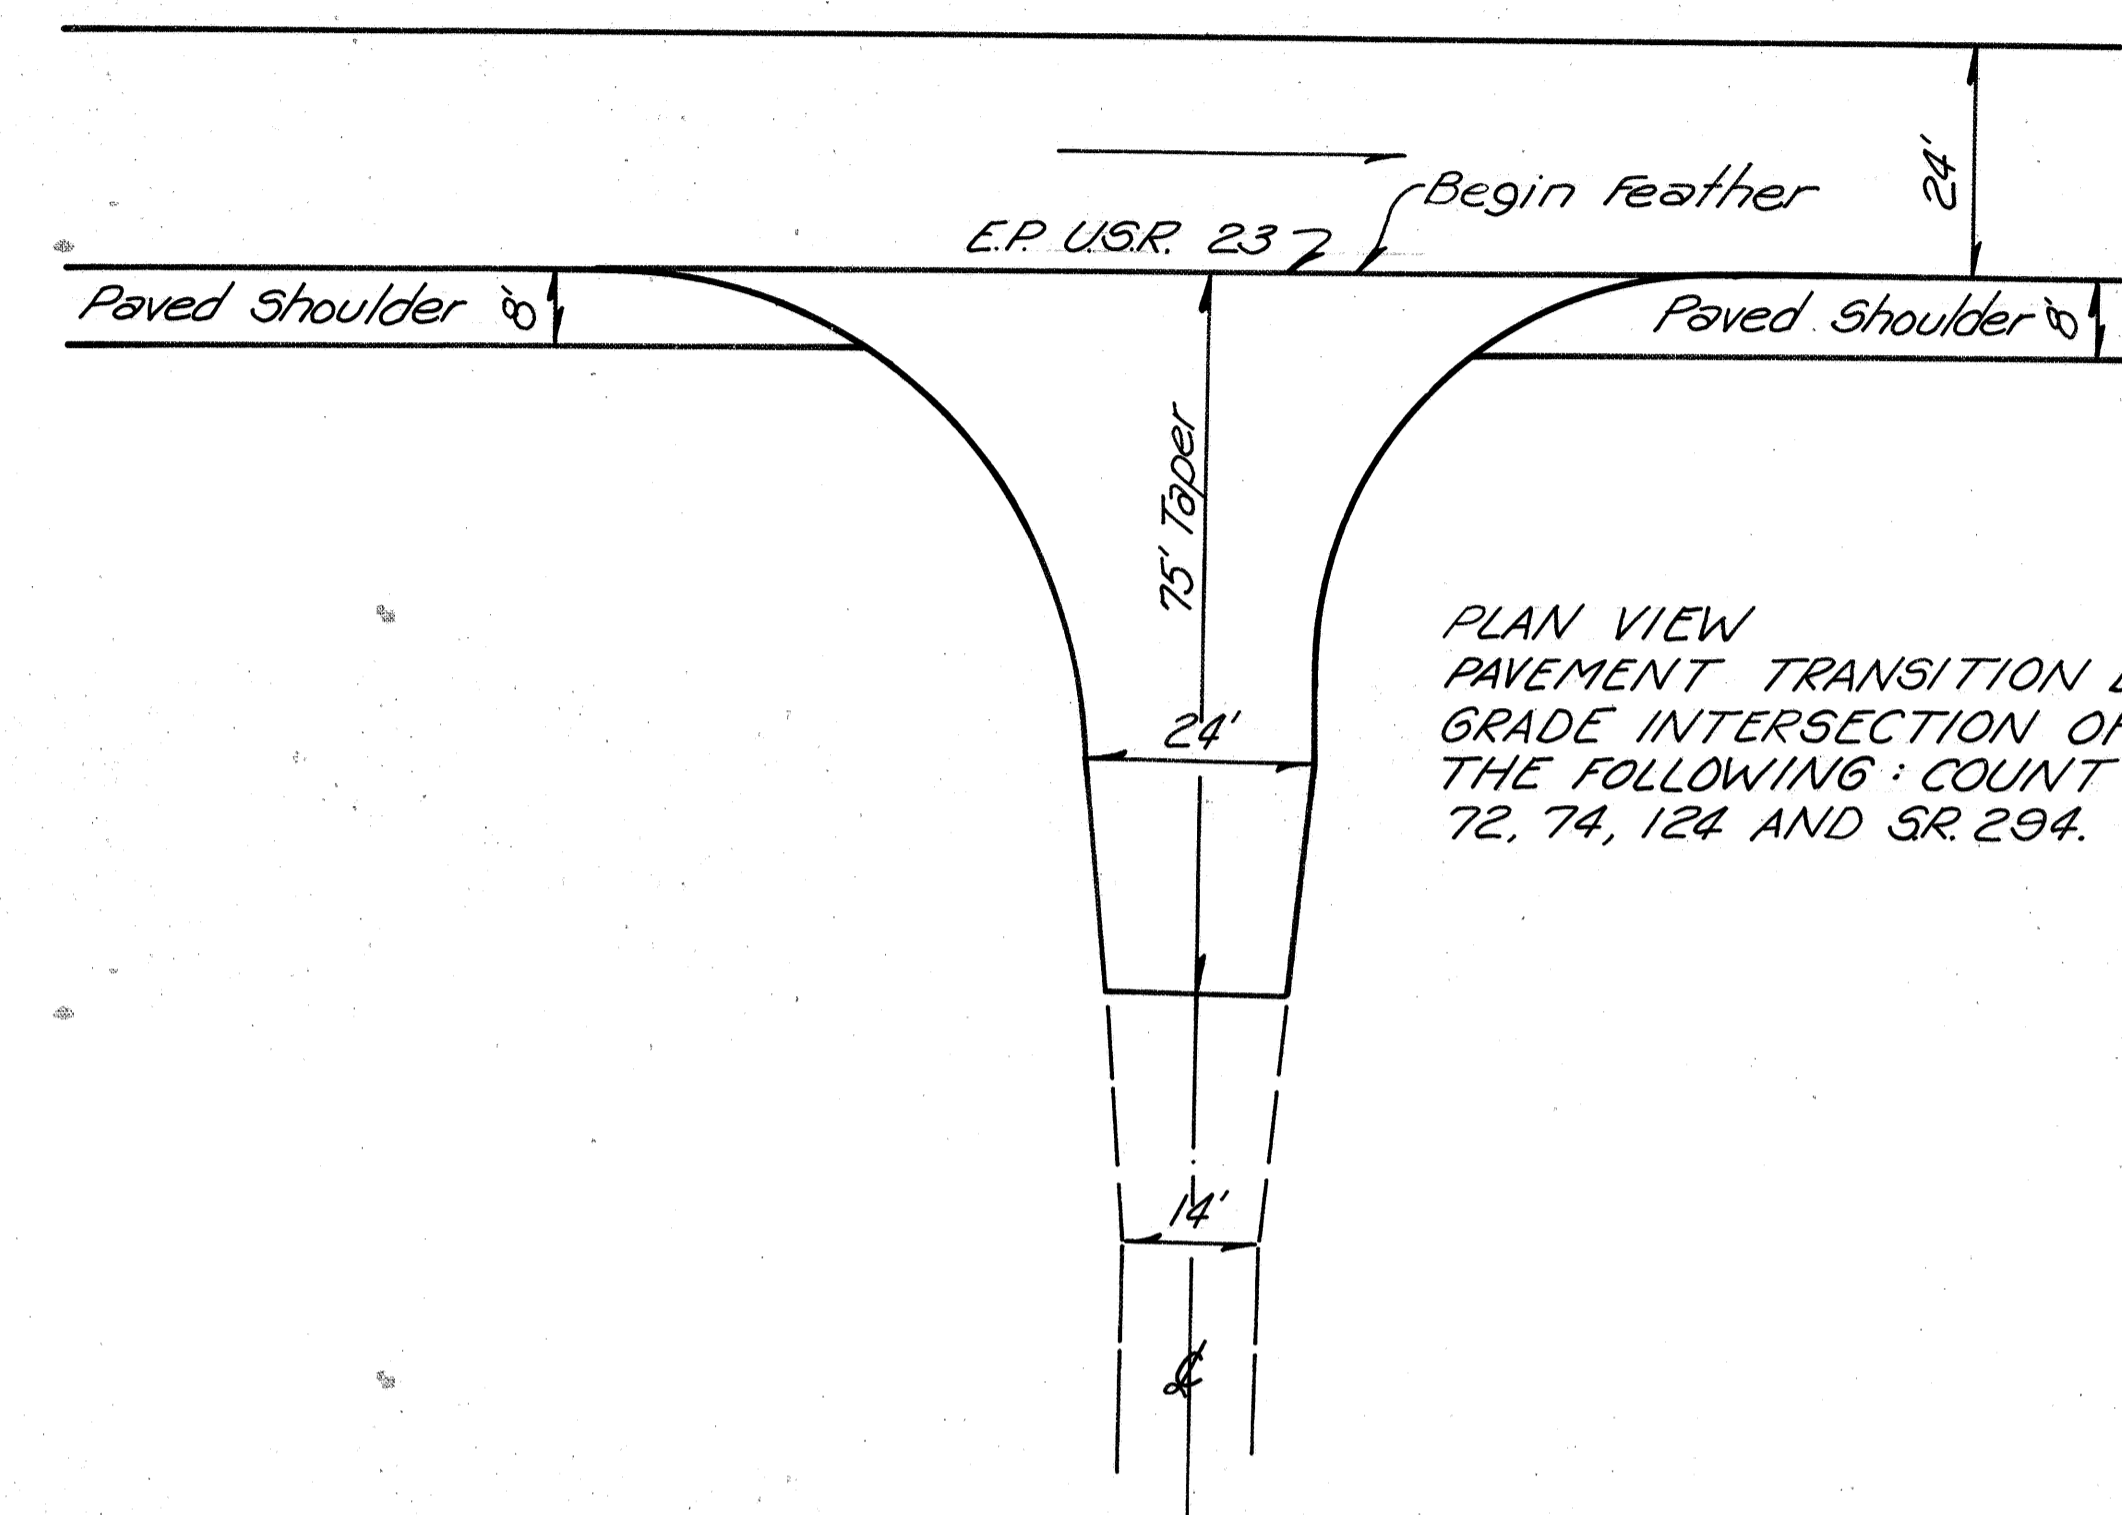 24'
Begin Feather
E.P. U.S.R. 23
Paved Shoulder 8'
Paved Shoulder 8'
75' Taper
24'
PLAN VIEW
PAVEMENT TRANSITION
GRADE INTERSECTION
THE FOLLOWING : COUNT
72, 74, 124 AND S.R. 294.
14'
℄